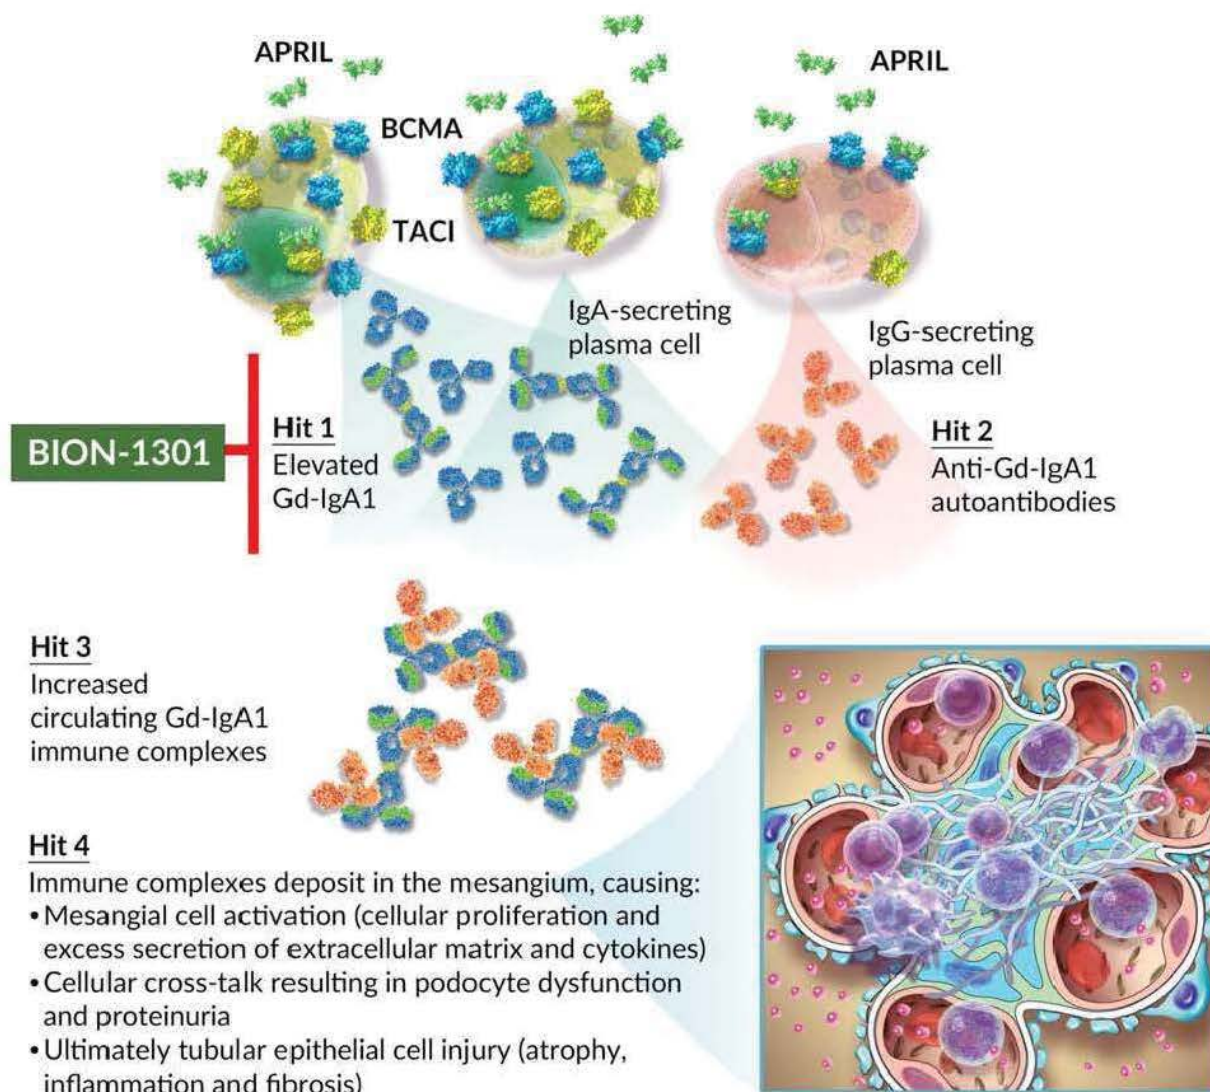 APRIL
APRIL
BCMA
TACI
IgA-secreting
plasma cell
IgG-secreting
plasma cell
BION-1301
Hit 1
Elevated
Gd-IgA1
Hit 2
Anti-Gd-IgA1
autoantibodies
Hit 3
Increased
circulating Gd-IgA1
immune complexes
Hit 4
Immune complexes deposit in the mesangium, causing:
• Mesangial cell activation (cellular proliferation and
excess secretion of extracellular matrix and cytokines)
• Cellular cross-talk resulting in podocyte dysfunction
and proteinuria
• Ultimately tubular epithelial cell injury (atrophy,
inflammation and fibrosis)